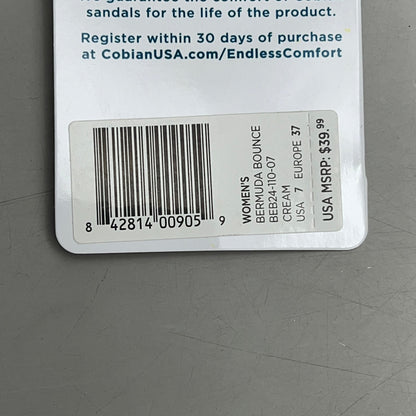 sandals for the life of the product.
Register within 30 days of purchase
at CobianUSA.com/EndlessComfort
8 42814 00905 9
WOMEN'S
BERMUDA BOUNCE
BEB24-110-07
CREAM
USA 7 EUROPE 37
USA MSRP: $39.99